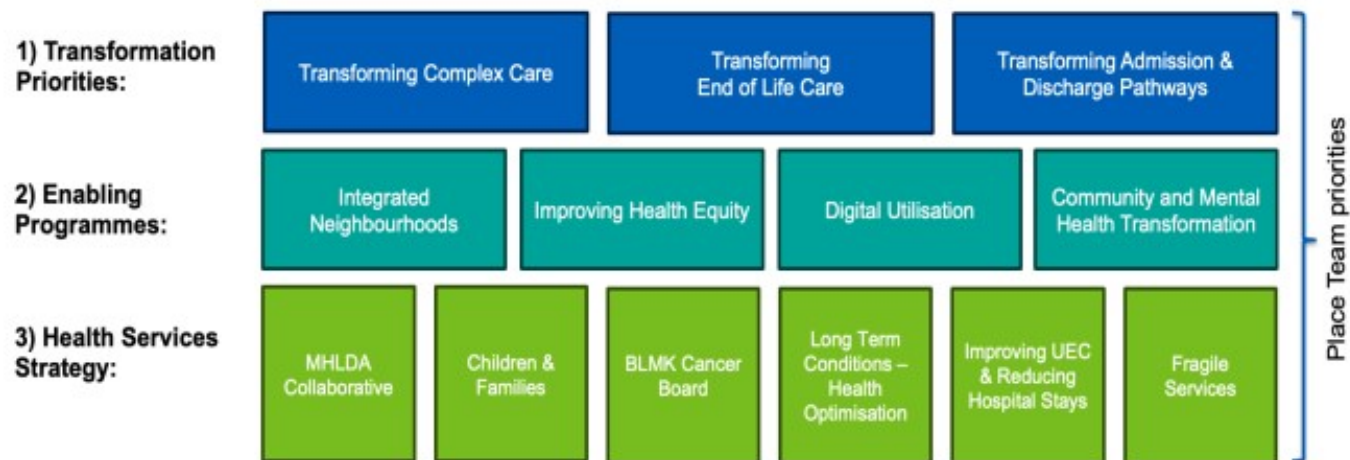 1) Transformation
Priorities:
Transforming Complex Care
Transforming
End of Life Care
Transforming Admission &
Discharge Pathways
2) Enabling
Programmes:
Integrated
Neighbourhoods
Improving Health Equity
Digital Utilisation
Community and Mental
Health Transformation
3) Health Services
Strategy:
MHLDA
Collaborative
Children &
Families
BLMK Cancer
Board
Long Term
Conditions –
Health
Optimisation
Improving UEC
& Reducing
Hospital Stays
Fragile
Services
Place Team priorities